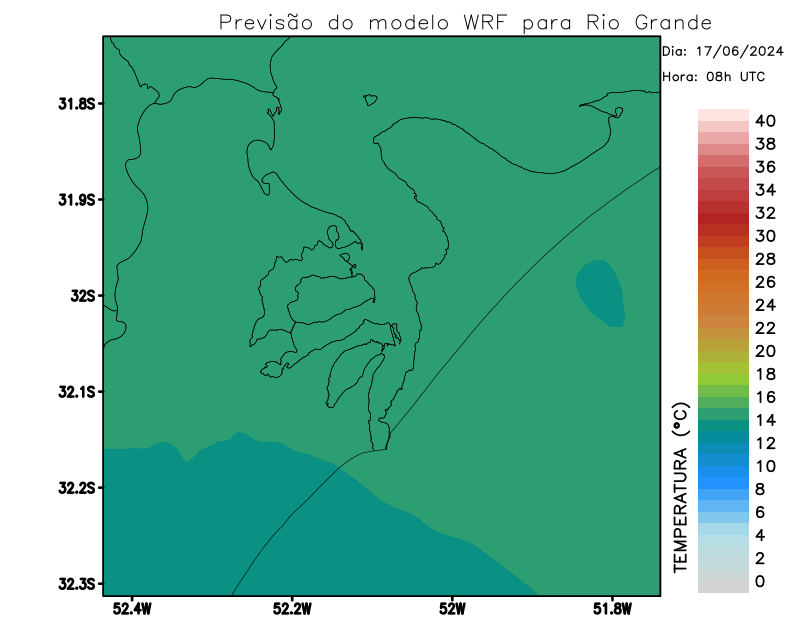 Previsão do modelo WRF para Rio Grande
Dia: 17/06/2024
Hora: 08h UTC
31.8S
31.9S
32S
32.1S
32.2S
32.3S
52.4W
52.2W
52W
51.8W
TEMPERATURA (°C)
40
38
36
34
32
30
28
26
24
22
20
18
16
14
12
10
8
6
4
2
0